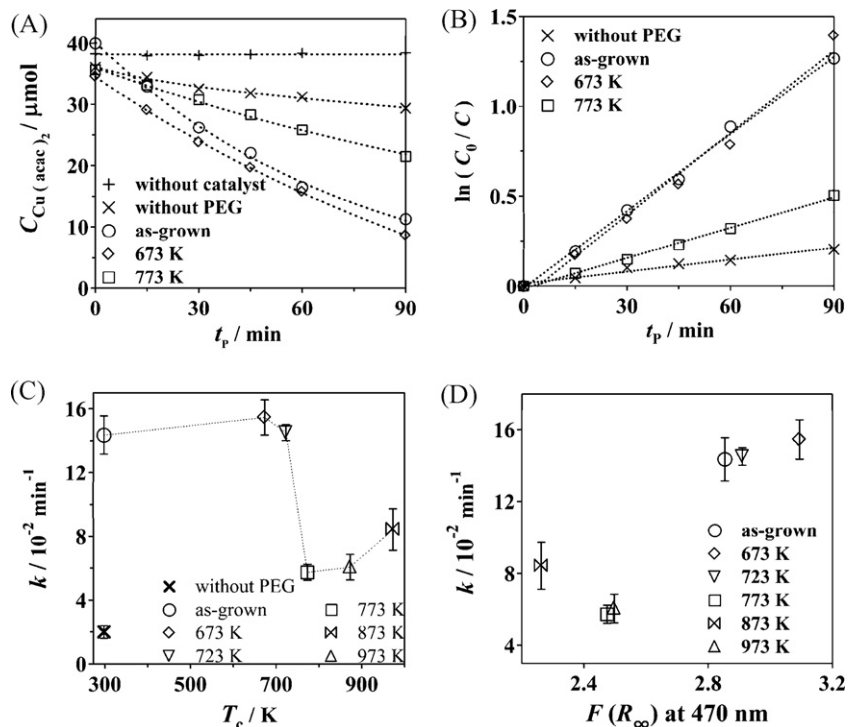 (A)
40
30
20
10
0
C Cu ( acac )2 / μmol
without catalyst
without PEG
as-grown
673 K
773 K
0 30 60 90
tP / min
(B)
1.5
1.0
0.5
0
ln ( C0 / C )
without PEG
as-grown
673 K
773 K
0 30 60 90
tP / min
(C)
16
12
8
4
0
k / 10-2 min-1
without PEG
as-grown 773 K
673 K 873 K
723 K 973 K
300 500 700 900
Tc / K
(D)
16
12
8
4
k / 10-2 min-1
as-grown
673 K
723 K
773 K
873 K
973 K
2.4 2.8 3.2
F (R∞) at 470 nm